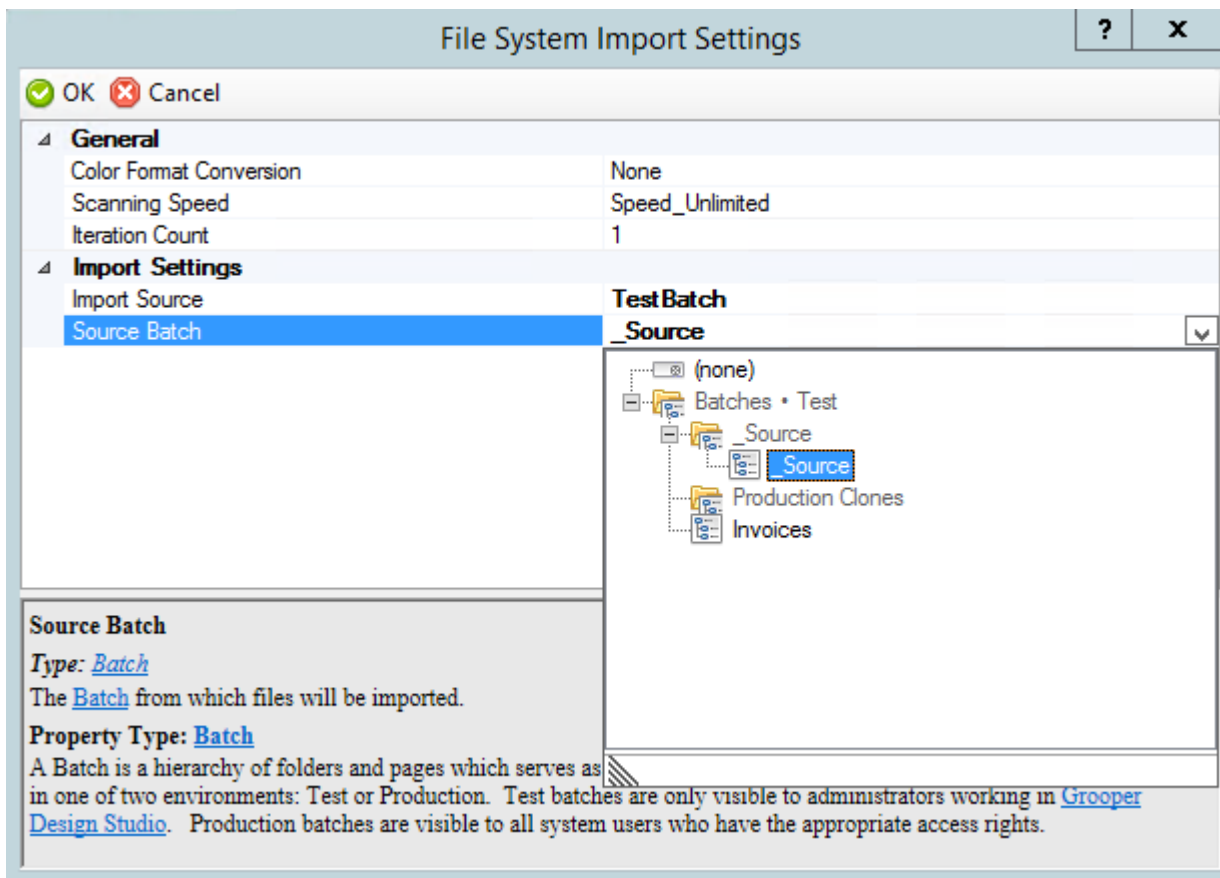 File System Import Settings
? x
OK Cancel
General
Color Format Conversion None
Scanning Speed Speed_Unlimited
Iteration Count 1
Import Settings
Import Source TestBatch
Source Batch _Source
(none)
Batches • Test
_Source
_Source
Production Clones
Invoices
Source Batch
Type: Batch
The Batch from which files will be imported.
Property Type: Batch
A Batch is a hierarchy of folders and pages which serves as
in one of two environments: Test or Production. Test batches are only visible to administrators working in Grooper
Design Studio. Production batches are visible to all system users who have the appropriate access rights.